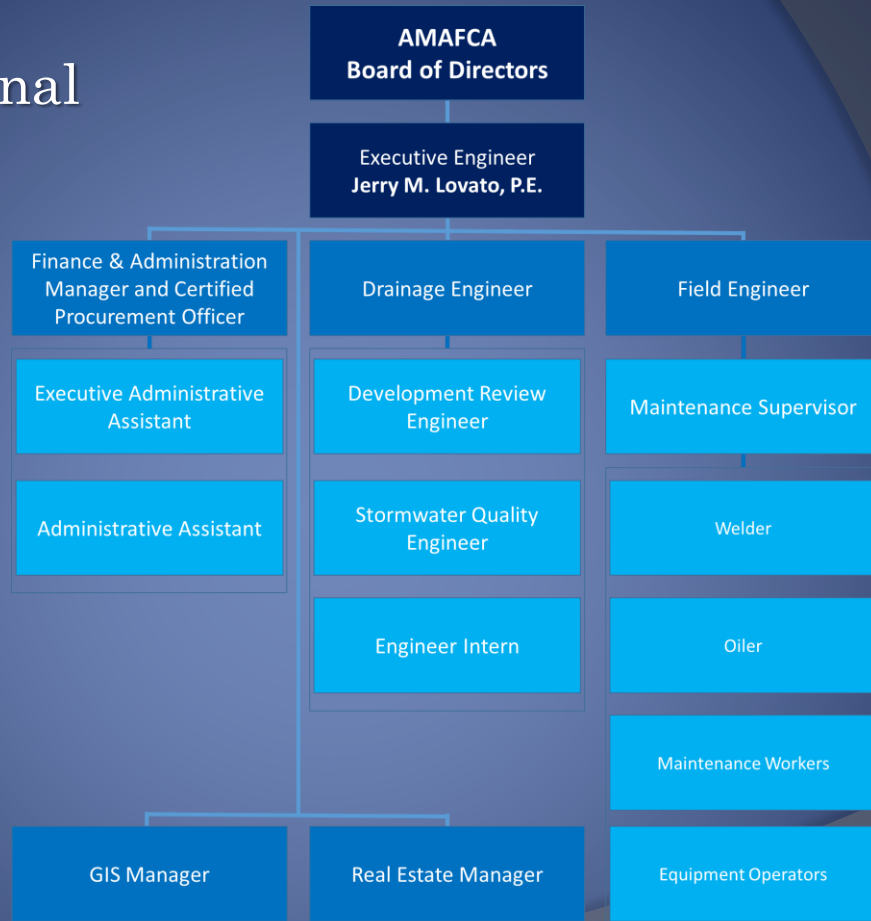 nal
AMAFCA
Board of Directors
Executive Engineer
Jerry M. Lovato, P.E.
Finance & Administration
Manager and Certified
Procurement Officer
Drainage Engineer
Field Engineer
Executive Administrative
Assistant
Development Review
Engineer
Maintenance Supervisor
Administrative Assistant
Stormwater Quality
Engineer
Welder
Engineer Intern
Oiler
Maintenance Workers
GIS Manager
Real Estate Manager
Equipment Operators